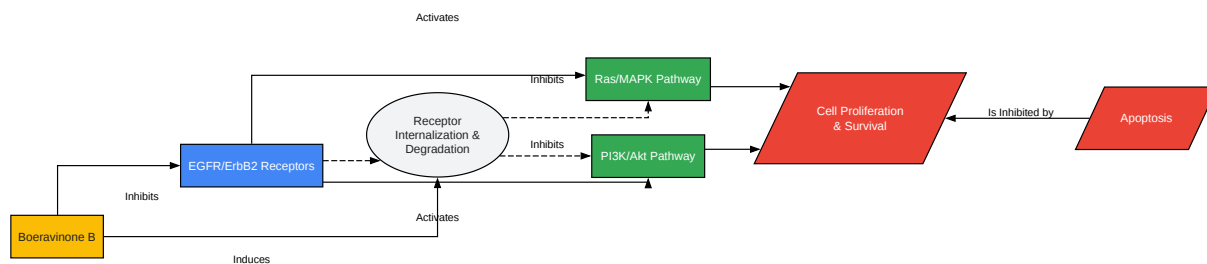 Activates
Inhibits
Ras/MAPK Pathway
Receptor
Internalization &
Degradation
Cell Proliferation
& Survival
Is Inhibited by
Apoptosis
Inhibits
PI3K/Akt Pathway
EGFR/ErbB2 Receptors
Inhibits
Activates
Boeravinone B
Induces